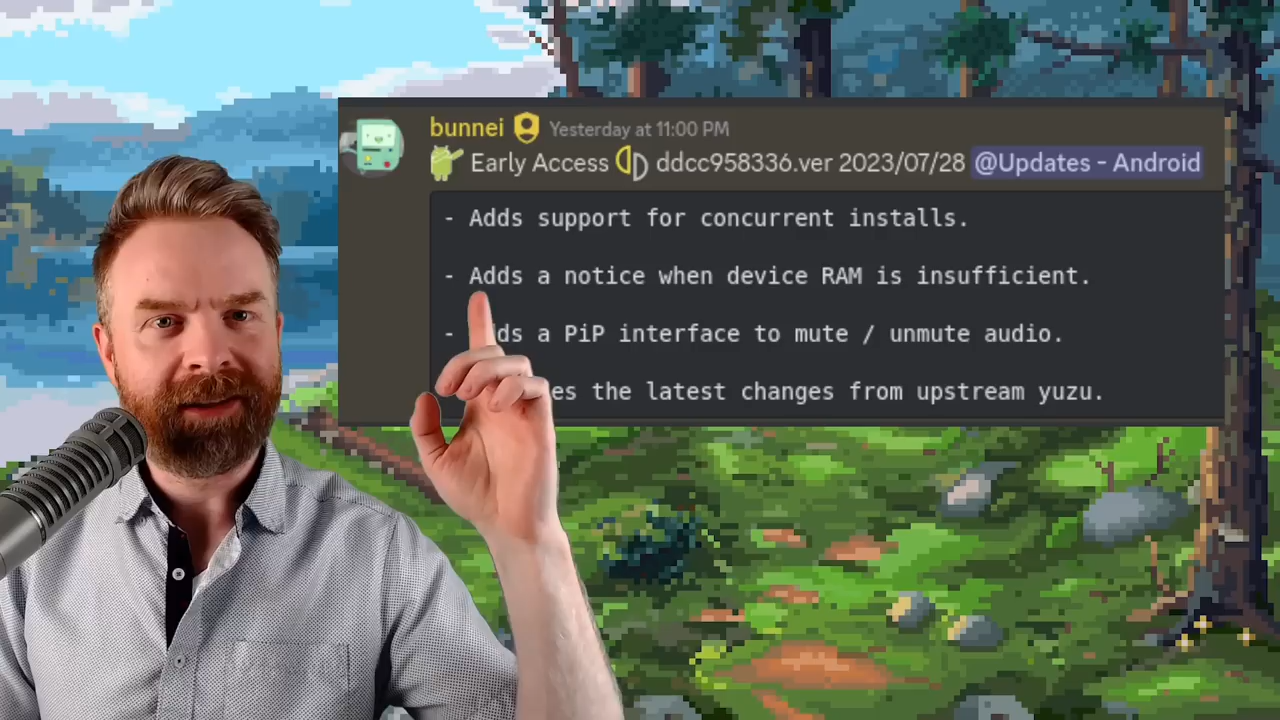 bunnei Yesterday at 11:00 PM
Early Access ddcc958336.ver 2023/07/28 @Updates - Android
- Adds support for concurrent installs.
- Adds a notice when device RAM is insufficient.
- ds a PiP interface to mute / unmute audio.
es the latest changes from upstream yuzu.